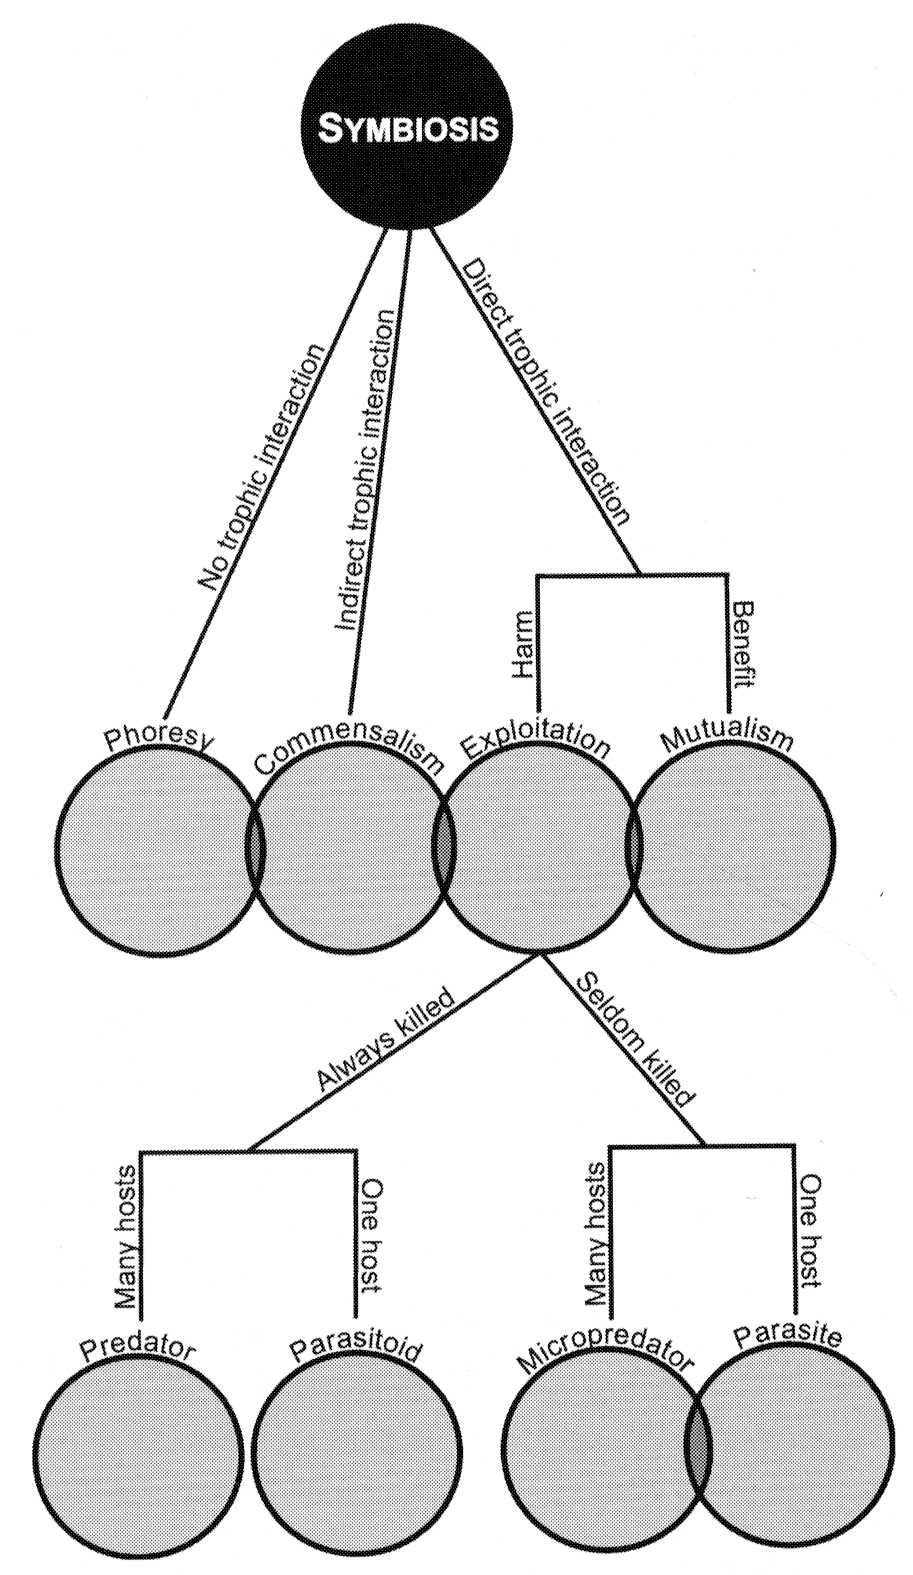 SYMBIOSIS
No trophic interaction
Indirect trophic interaction
Direct trophic interaction
Harm
Benefit
Phoresy
Commensalism
Exploitation
Mutualism
Always killed
Seldom killed
Many hosts
One host
Many hosts
One host
Predator
Parasitoid
Micropredator
Parasite